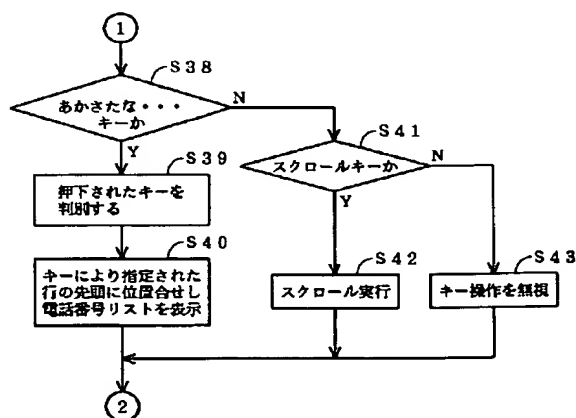 1
S38
あかさたな・・・
キーか
N
Y
S39
押下されたキーを
判別する
S40
キーにより指定された
行の先頭に位置合せし
電話番号リストを表示
S41
スクロールキーか
N
Y
S42
スクロール実行
S43
キー操作を無視
2